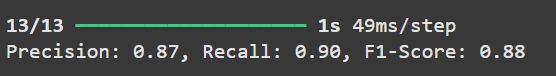 13/13 ━━━━━━━━━━━━━━━━━━━━ 1s 49ms/step
Precision: 0.87, Recall: 0.90, F1-Score: 0.88